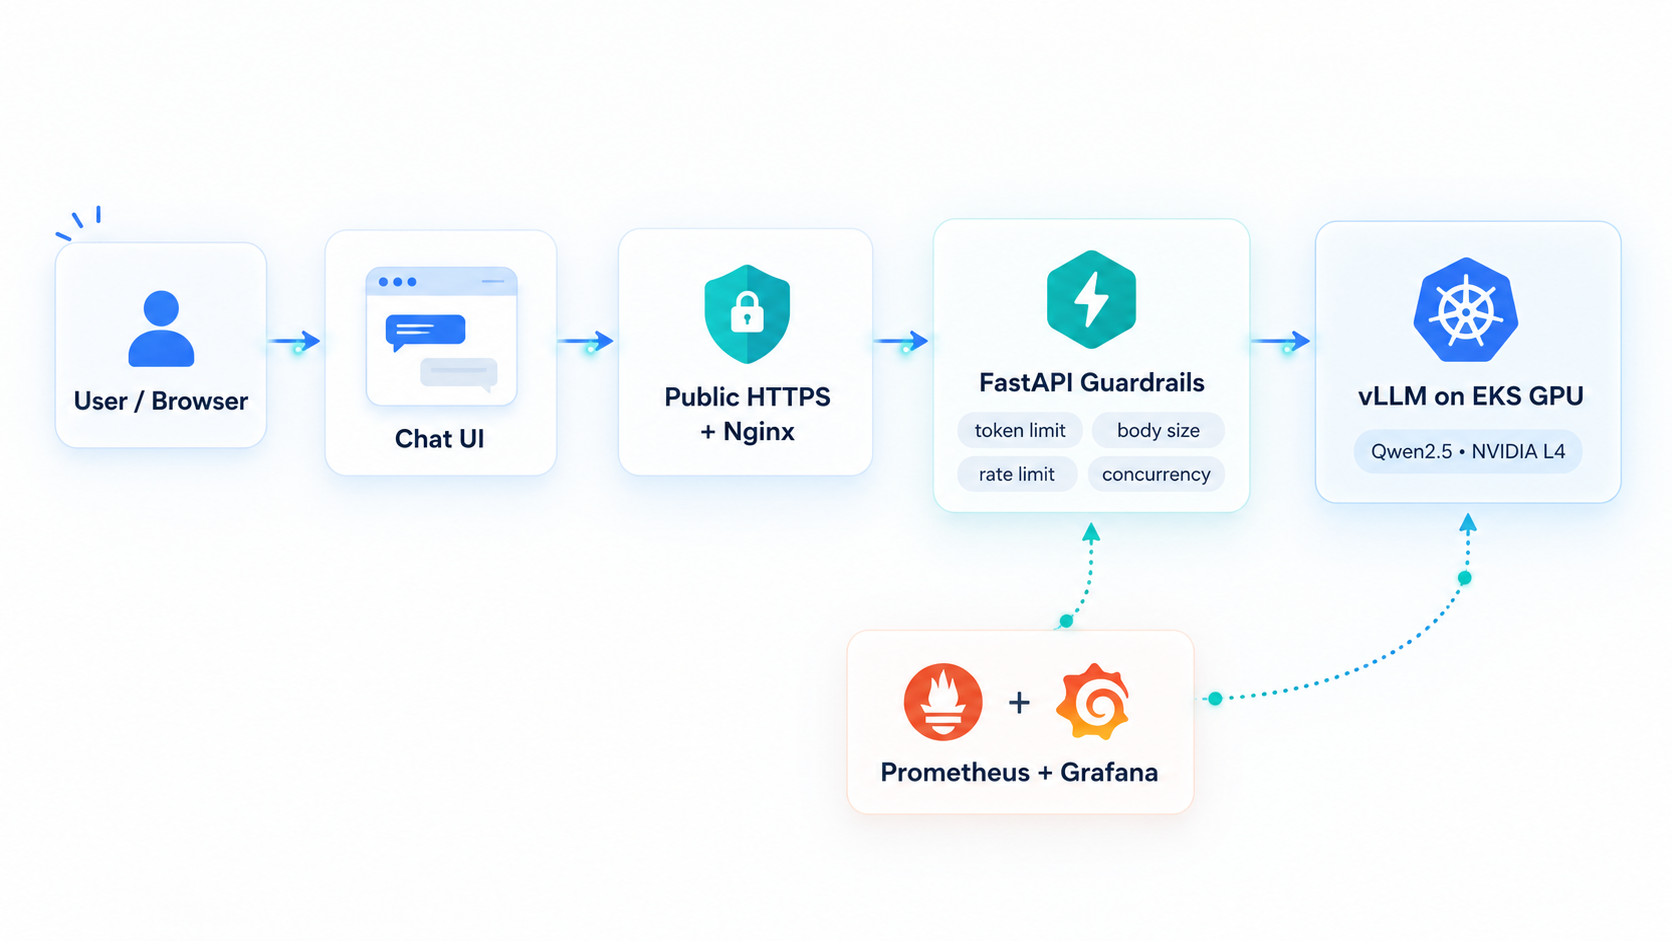 User / Browser
Chat UI
Public HTTPS
+ Nginx
FastAPI Guardrails
token limit
body size
rate limit
concurrency
vLLM on EKS GPU
Qwen2.5 • NVIDIA L4
+
Prometheus + Grafana